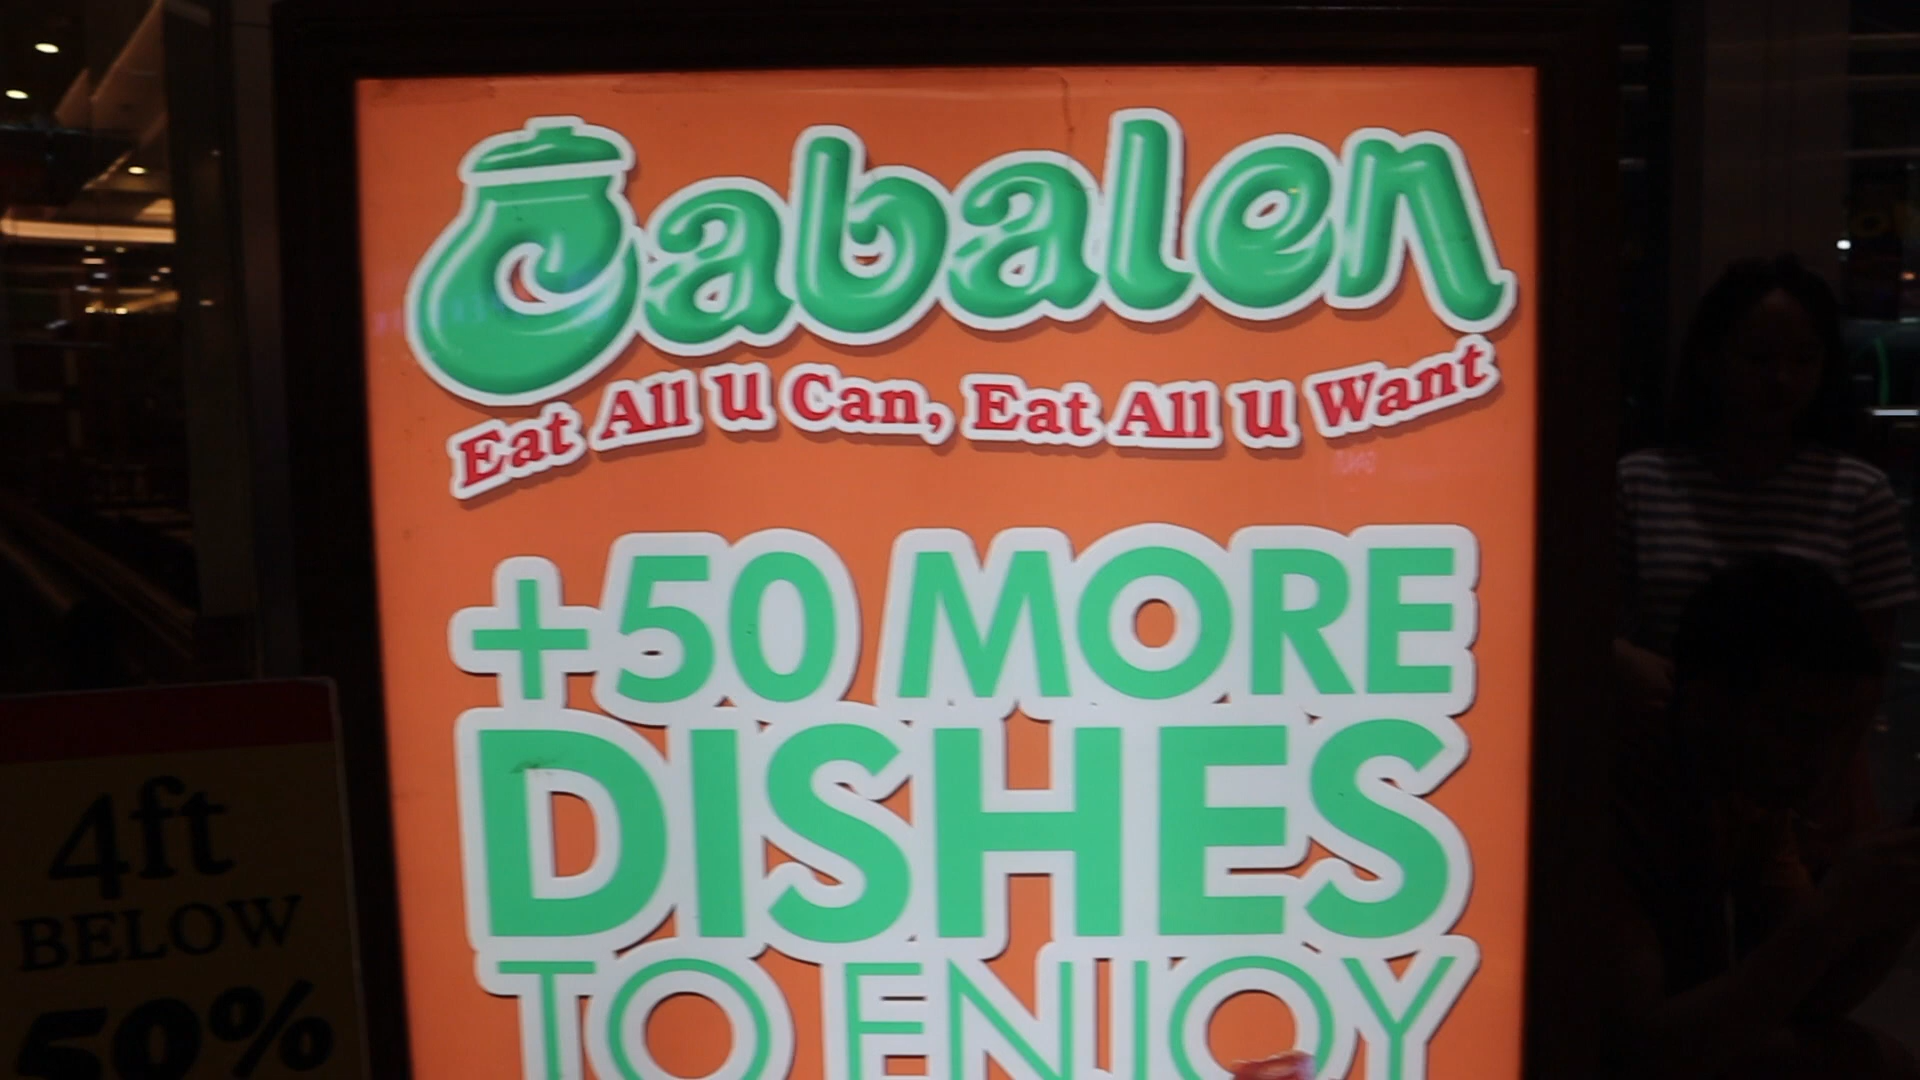 Cabalen
Eat All U Can, Eat All U Want
+50 MORE
DISHES
TO ENJOY
4ft
BELOW
50%